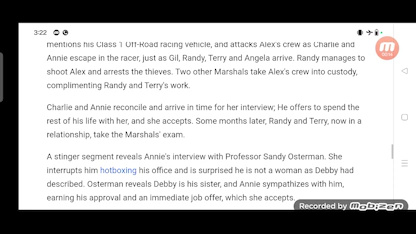 3:22
mentions his Class 1 Off-Road racing vehicle, and attacks Alex's crew as Charlie and
Annie escape in the racer, just as Gil, Randy, Terry and Angela arrive. Randy manages to
shoot Alex and arrests the thieves. Two other Marshals take Alex's crew into custody,
complimenting Randy and Terry's work.
Charlie and Annie reconcile and arrive in time for her interview; He offers to spend the
rest of his life with her, and she accepts. Some months later, Randy and Terry, now in a
relationship, take the Marshals' exam.
A stinger segment reveals Annie's interview with Professor Sandy Osterman. She
interrupts him hotboxing his office and is surprised he is not a woman as Debby had
described. Osterman reveals Debby is his sister, and Annie sympathizes with him,
earning his approval and an immediate job offer, which she accepts.
Recorded by Mobizen